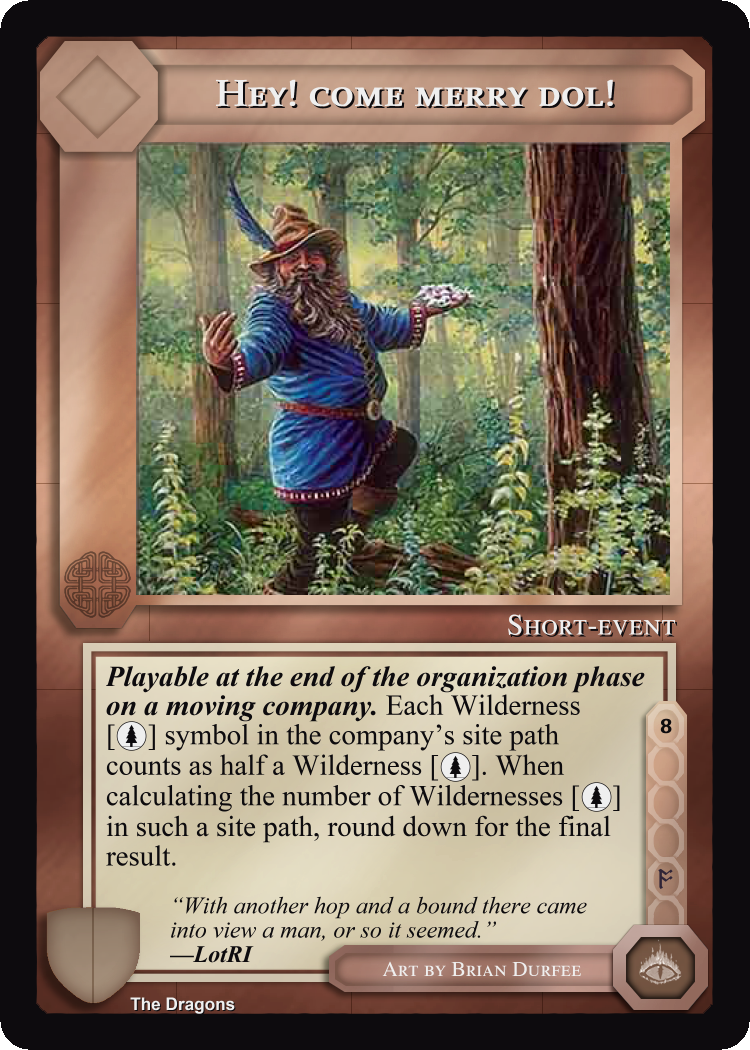 Hey! come merry dol!
Short-event
Playable at the end of the organization phase
on a moving company. Each Wilderness
[🌲] symbol in the company's site path
counts as half a Wilderness [🌲]. When
calculating the number of Wildernesses [🌲]
in such a site path, round down for the final
result.
8
"With another hop and a bound there came
into view a man, or so it seemed."
—LotRI
Art by Brian Durfee
The Dragons